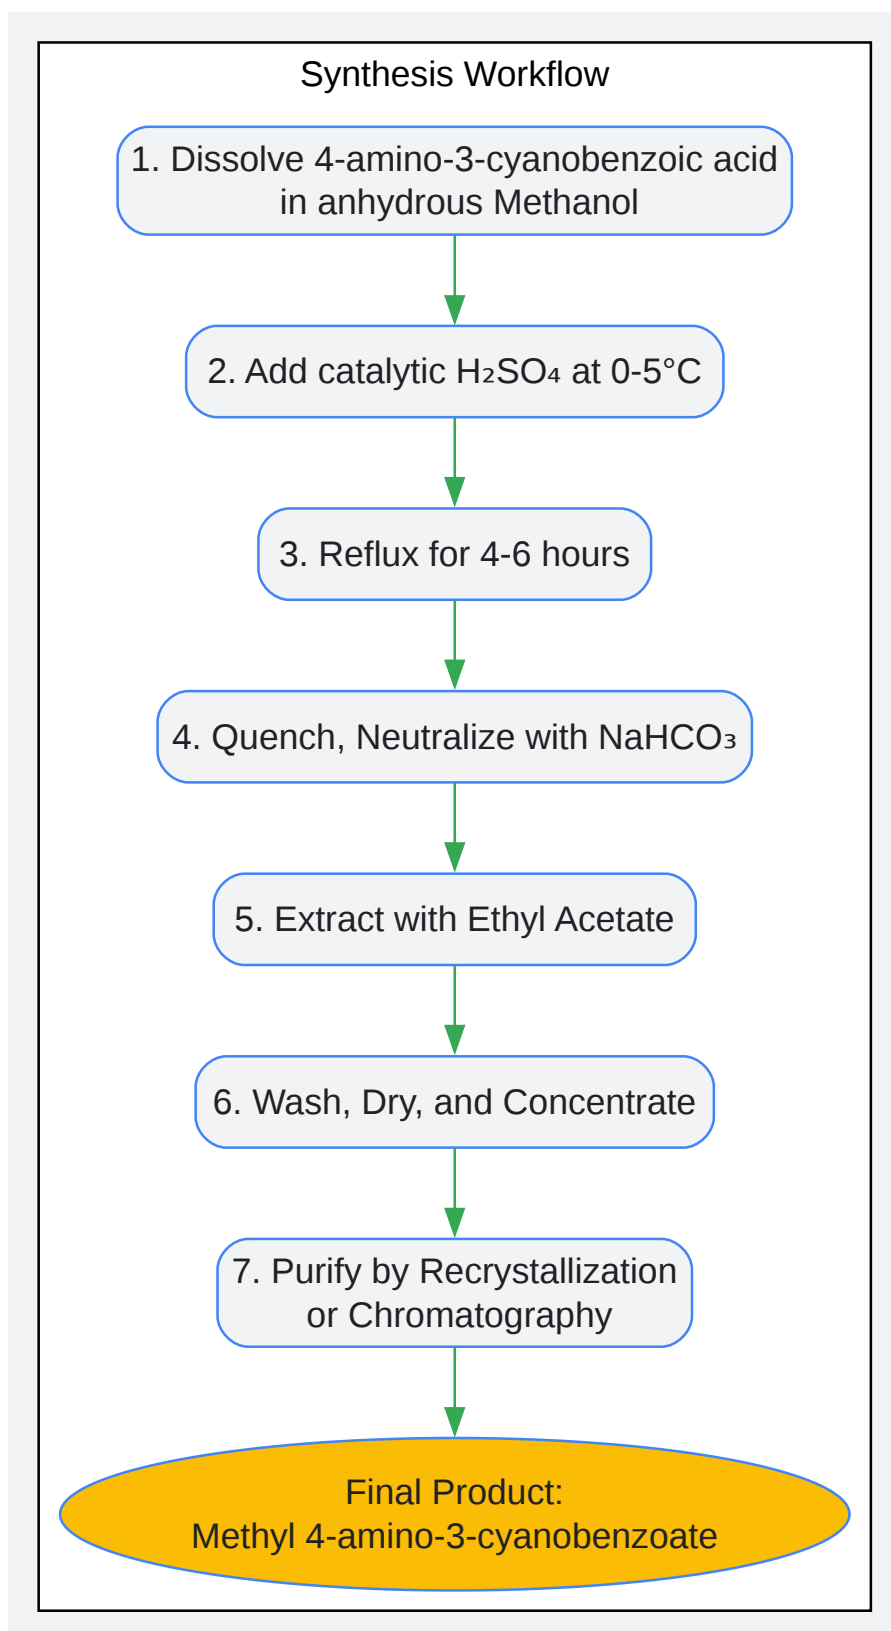 Synthesis Workflow
1. Dissolve 4-amino-3-cyanobenzoic acid
in anhydrous Methanol
2. Add catalytic H₂SO₄ at 0-5°C
3. Reflux for 4-6 hours
4. Quench, Neutralize with NaHCO₃
5. Extract with Ethyl Acetate
6. Wash, Dry, and Concentrate
7. Purify by Recrystallization
or Chromatography
Final Product:
Methyl 4-amino-3-cyanobenzoate